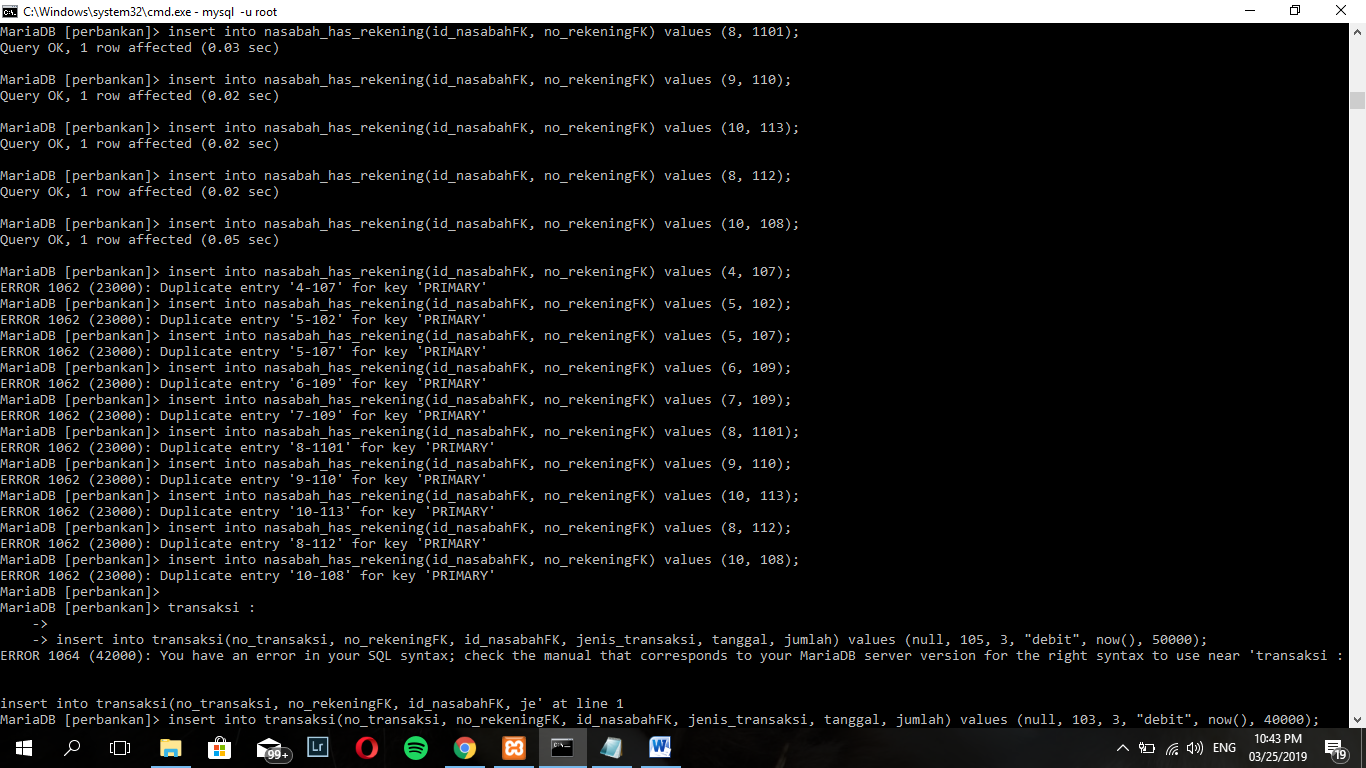 C:\Windows\system32\cmd.exe - mysql -u root
MariaDB [perbankan]> insert into nasabah_has_rekening(id_nasabahFK, no_rekeningFK) values (8, 1101);
Query OK, 1 row affected (0.03 sec)
MariaDB [perbankan]> insert into nasabah_has_rekening(id_nasabahFK, no_rekeningFK) values (9, 110);
Query OK, 1 row affected (0.02 sec)
MariaDB [perbankan]> insert into nasabah_has_rekening(id_nasabahFK, no_rekeningFK) values (10, 113);
Query OK, 1 row affected (0.02 sec)
MariaDB [perbankan]> insert into nasabah_has_rekening(id_nasabahFK, no_rekeningFK) values (8, 112);
Query OK, 1 row affected (0.02 sec)
MariaDB [perbankan]> insert into nasabah_has_rekening(id_nasabahFK, no_rekeningFK) values (10, 108);
Query OK, 1 row affected (0.05 sec)
MariaDB [perbankan]> insert into nasabah_has_rekening(id_nasabahFK, no_rekeningFK) values (4, 107);
ERROR 1062 (23000): Duplicate entry '4-107' for key 'PRIMARY'
MariaDB [perbankan]> insert into nasabah_has_rekening(id_nasabahFK, no_rekeningFK) values (5, 102);
ERROR 1062 (23000): Duplicate entry '5-102' for key 'PRIMARY'
MariaDB [perbankan]> insert into nasabah_has_rekening(id_nasabahFK, no_rekeningFK) values (5, 107);
ERROR 1062 (23000): Duplicate entry '5-107' for key 'PRIMARY'
MariaDB [perbankan]> insert into nasabah_has_rekening(id_nasabahFK, no_rekeningFK) values (6, 109);
ERROR 1062 (23000): Duplicate entry '6-109' for key 'PRIMARY'
MariaDB [perbankan]> insert into nasabah_has_rekening(id_nasabahFK, no_rekeningFK) values (7, 109);
ERROR 1062 (23000): Duplicate entry '7-109' for key 'PRIMARY'
MariaDB [perbankan]> insert into nasabah_has_rekening(id_nasabahFK, no_rekeningFK) values (8, 1101);
ERROR 1062 (23000): Duplicate entry '8-1101' for key 'PRIMARY'
MariaDB [perbankan]> insert into nasabah_has_rekening(id_nasabahFK, no_rekeningFK) values (9, 110);
ERROR 1062 (23000): Duplicate entry '9-110' for key 'PRIMARY'
MariaDB [perbankan]> insert into nasabah_has_rekening(id_nasabahFK, no_rekeningFK) values (10, 113);
ERROR 1062 (23000): Duplicate entry '10-113' for key 'PRIMARY'
MariaDB [perbankan]> insert into nasabah_has_rekening(id_nasabahFK, no_rekeningFK) values (8, 112);
ERROR 1062 (23000): Duplicate entry '8-112' for key 'PRIMARY'
MariaDB [perbankan]> insert into nasabah_has_rekening(id_nasabahFK, no_rekeningFK) values (10, 108);
ERROR 1062 (23000): Duplicate entry '10-108' for key 'PRIMARY'
MariaDB [perbankan]>
MariaDB [perbankan]> transaksi :
->
-> insert into transaksi(no_transaksi, no_rekeningFK, id_nasabahFK, jenis_transaksi, tanggal, jumlah) values (null, 105, 3, "debit", now(), 50000);
ERROR 1064 (42000): You have an error in your SQL syntax; check the manual that corresponds to your MariaDB server version for the right syntax to use near 'transaksi :
insert into transaksi(no_transaksi, no_rekeningFK, id_nasabahFK, je' at line 1
MariaDB [perbankan]> insert into transaksi(no_transaksi, no_rekeningFK, id_nasabahFK, jenis_transaksi, tanggal, jumlah) values (null, 103, 3, "debit", now(), 40000);
99+
Lr
ENG
10:43 PM
03/25/2019
19